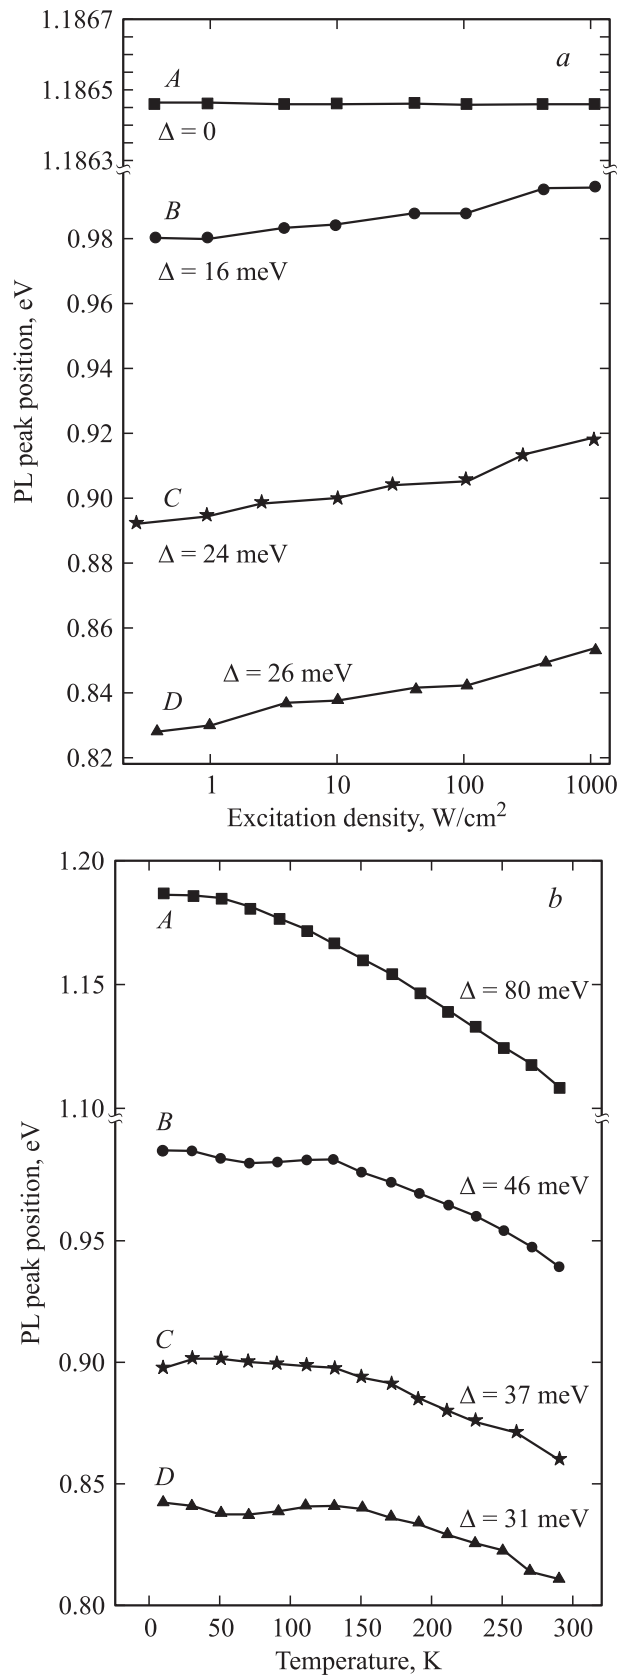 1.1867
a
A
1.1865
Δ = 0
1.1863
B
0.98
Δ = 16 meV
0.96
0.94
0.92
C
0.90
Δ = 24 meV
0.88
0.86
Δ = 26 meV
D
0.84
0.82
PL peak position, eV
1 10 100 1000
Excitation density, W/cm²
1.20
b
A
1.15
Δ = 80 meV
1.10
B
Δ = 46 meV
0.95
C
0.90
Δ = 37 meV
D
0.85
Δ = 31 meV
0.80
PL peak position, eV
0 50 100 150 200 250 300
Temperature, K